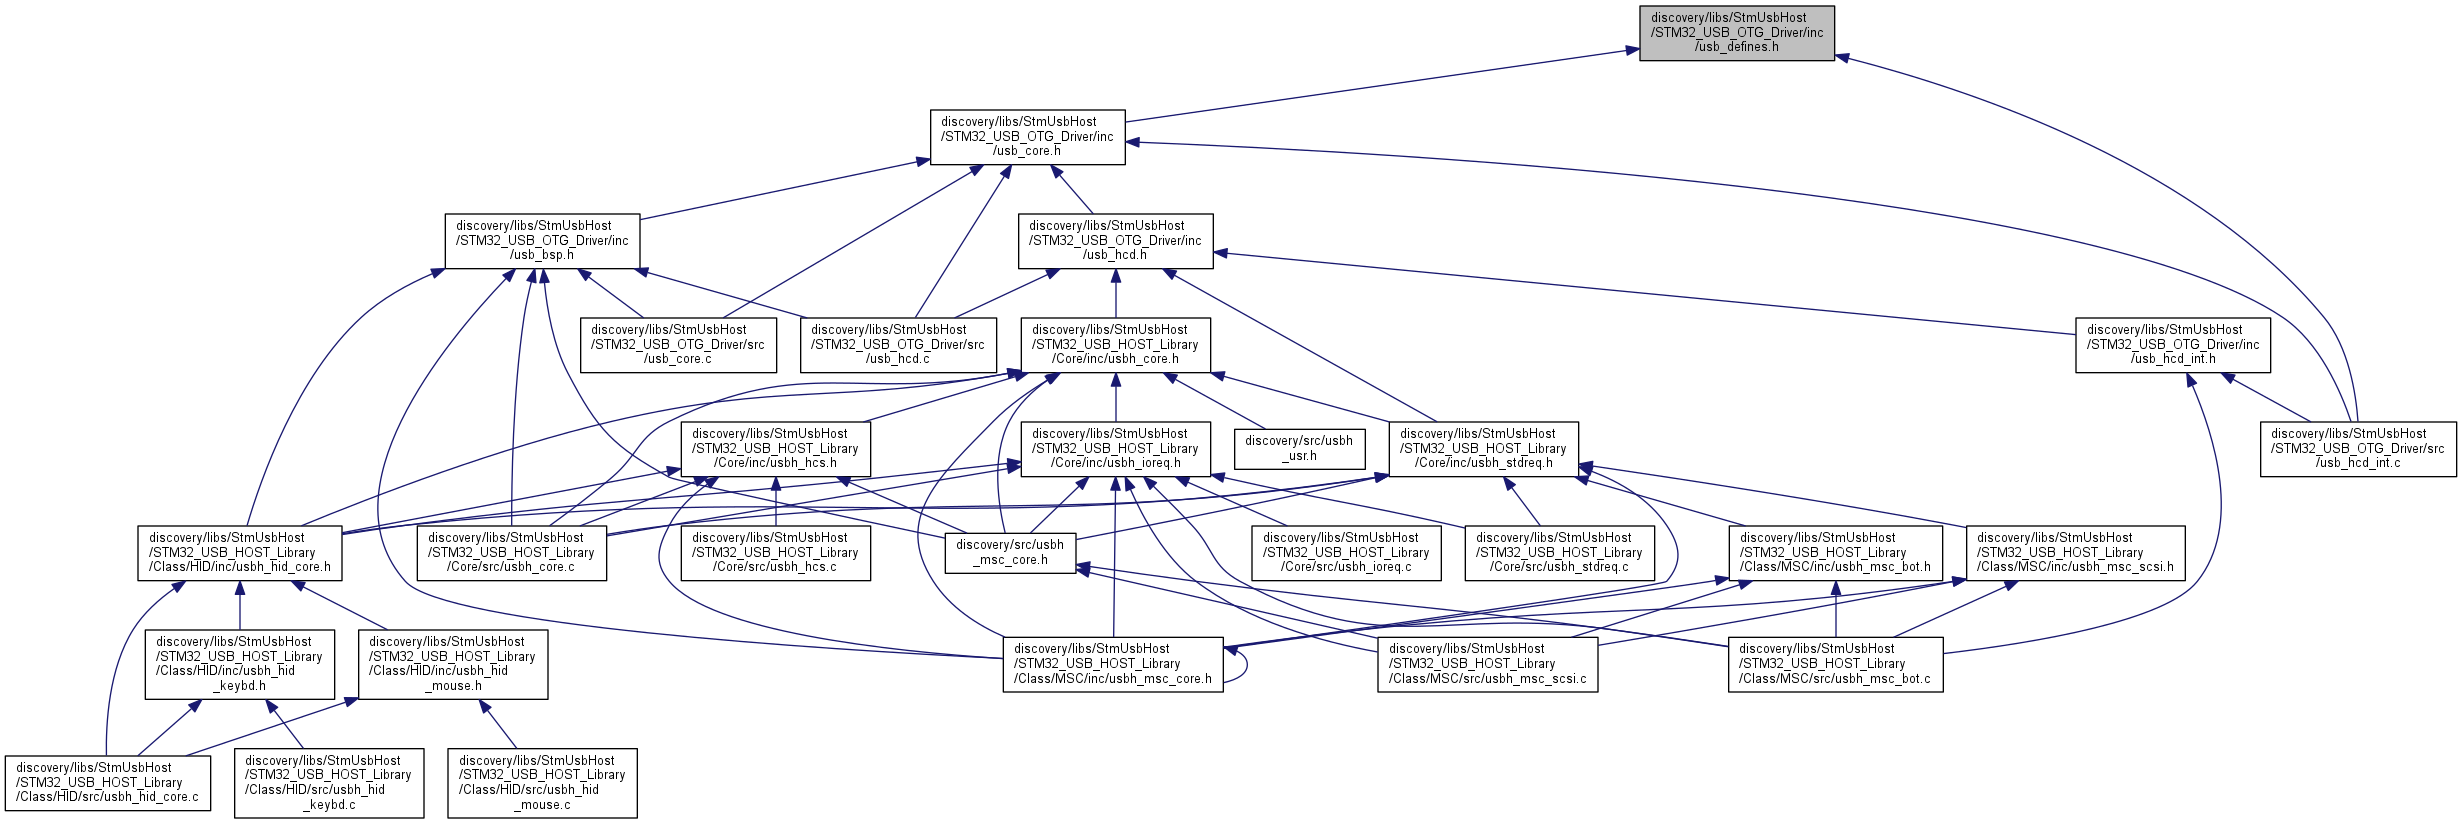 discovery/libs/StmUsbHost
/STM32_USB_OTG_Driver/inc
/usb_defines.h
discovery/libs/StmUsbHost
/STM32_USB_OTG_Driver/inc
/usb_core.h
discovery/libs/StmUsbHost
/STM32_USB_OTG_Driver/inc
/usb_bsp.h
discovery/libs/StmUsbHost
/STM32_USB_OTG_Driver/inc
/usb_hcd.h
discovery/libs/StmUsbHost
/STM32_USB_OTG_Driver/src
/usb_core.c
discovery/libs/StmUsbHost
/STM32_USB_OTG_Driver/src
/usb_hcd.c
discovery/libs/StmUsbHost
/STM32_USB_HOST_Library
/Core/inc/usbh_core.h
discovery/libs/StmUsbHost
/STM32_USB_OTG_Driver/inc
/usb_hcd_int.h
discovery/libs/StmUsbHost
/STM32_USB_HOST_Library
/Core/inc/usbh_hcs.h
discovery/libs/StmUsbHost
/STM32_USB_HOST_Library
/Core/inc/usbh_ioreq.h
discovery/src/usbh
_usr.h
discovery/libs/StmUsbHost
/STM32_USB_HOST_Library
/Core/inc/usbh_stdreq.h
discovery/libs/StmUsbHost
/STM32_USB_OTG_Driver/src
/usb_hcd_int.c
discovery/libs/StmUsbHost
/STM32_USB_HOST_Library
/Class/HID/inc/usbh_hid_core.h
discovery/libs/StmUsbHost
/STM32_USB_HOST_Library
/Core/src/usbh_core.c
discovery/libs/StmUsbHost
/STM32_USB_HOST_Library
/Core/src/usbh_hcs.c
discovery/src/usbh
_msc_core.h
discovery/libs/StmUsbHost
/STM32_USB_HOST_Library
/Core/src/usbh_ioreq.c
discovery/libs/StmUsbHost
/STM32_USB_HOST_Library
/Core/src/usbh_stdreq.c
discovery/libs/StmUsbHost
/STM32_USB_HOST_Library
/Class/MSC/inc/usbh_msc_bot.h
discovery/libs/StmUsbHost
/STM32_USB_HOST_Library
/Class/MSC/inc/usbh_msc_scsi.h
discovery/libs/StmUsbHost
/STM32_USB_HOST_Library
/Class/HID/inc/usbh_hid
_keybd.h
discovery/libs/StmUsbHost
/STM32_USB_HOST_Library
/Class/HID/inc/usbh_hid
_mouse.h
discovery/libs/StmUsbHost
/STM32_USB_HOST_Library
/Class/MSC/inc/usbh_msc_core.h
discovery/libs/StmUsbHost
/STM32_USB_HOST_Library
/Class/MSC/src/usbh_msc_scsi.c
discovery/libs/StmUsbHost
/STM32_USB_HOST_Library
/Class/MSC/src/usbh_msc_bot.c
discovery/libs/StmUsbHost
/STM32_USB_HOST_Library
/Class/HID/src/usbh_hid_core.c
discovery/libs/StmUsbHost
/STM32_USB_HOST_Library
/Class/HID/src/usbh_hid
_keybd.c
discovery/libs/StmUsbHost
/STM32_USB_HOST_Library
/Class/HID/src/usbh_hid
_mouse.c